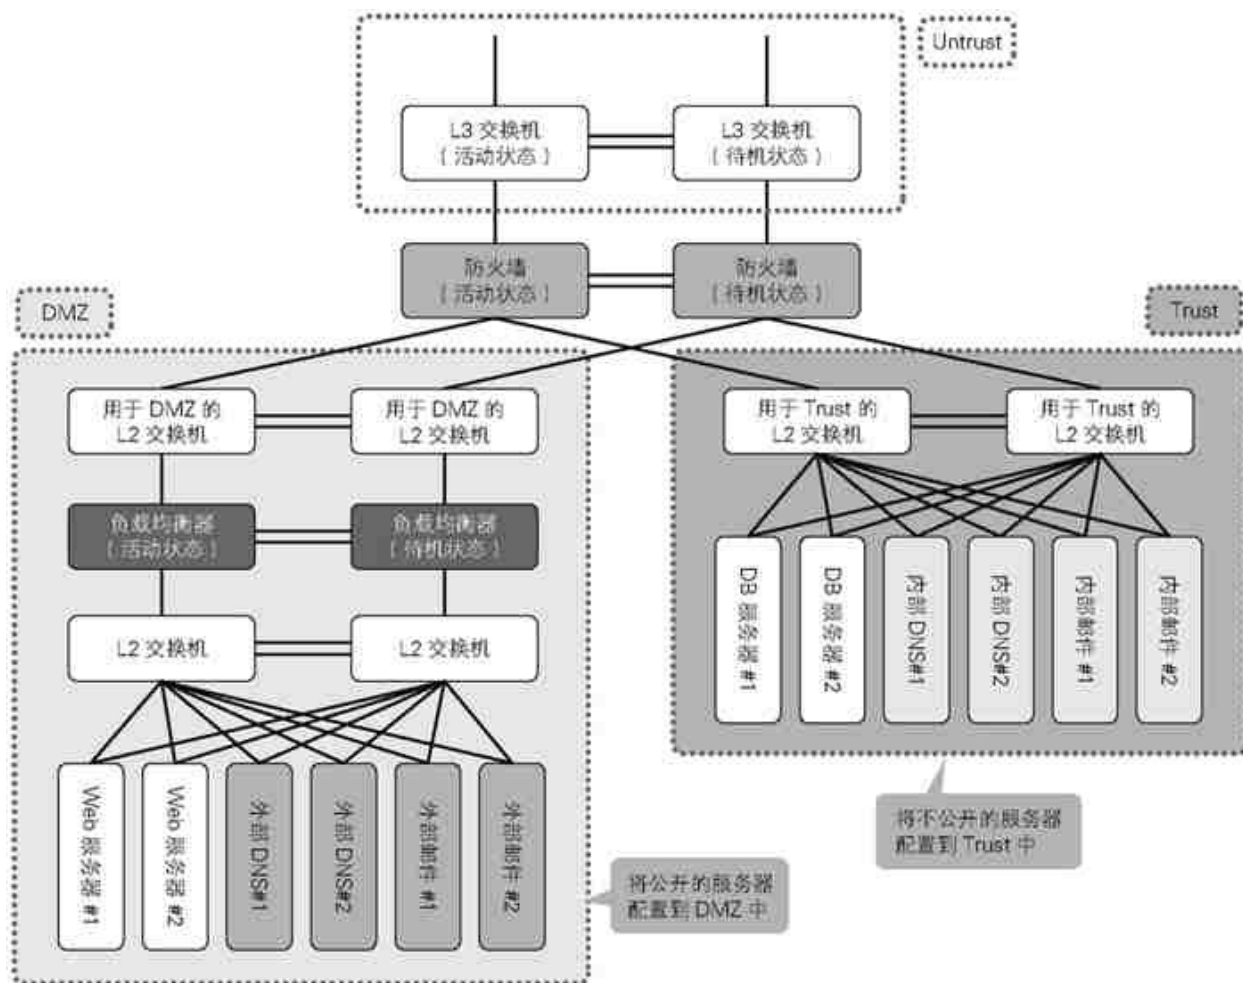 Untrust
L3 交换机
（活动状态）
L3 交换机
（待机状态）
防火墙
（活动状态）
防火墙
（待机状态）
DMZ
Trust
用于 DMZ 的
L2 交换机
用于 DMZ 的
L2 交换机
用于 Trust 的
L2 交换机
用于 Trust 的
L2 交换机
负载均衡器
（活动状态）
负载均衡器
（待机状态）
L2 交换机
L2 交换机
DB 服务器 #1
DB 服务器 #2
内部 DNS#1
内部 DNS#2
内部邮件 #1
内部邮件 #2
Web 服务器 #1
Web 服务器 #2
外部 DNS#1
外部 DNS#2
外部邮件 #1
外部邮件 #2
将不公开的服务器
配置到 Trust 中
将公开的服务器
配置到 DMZ 中